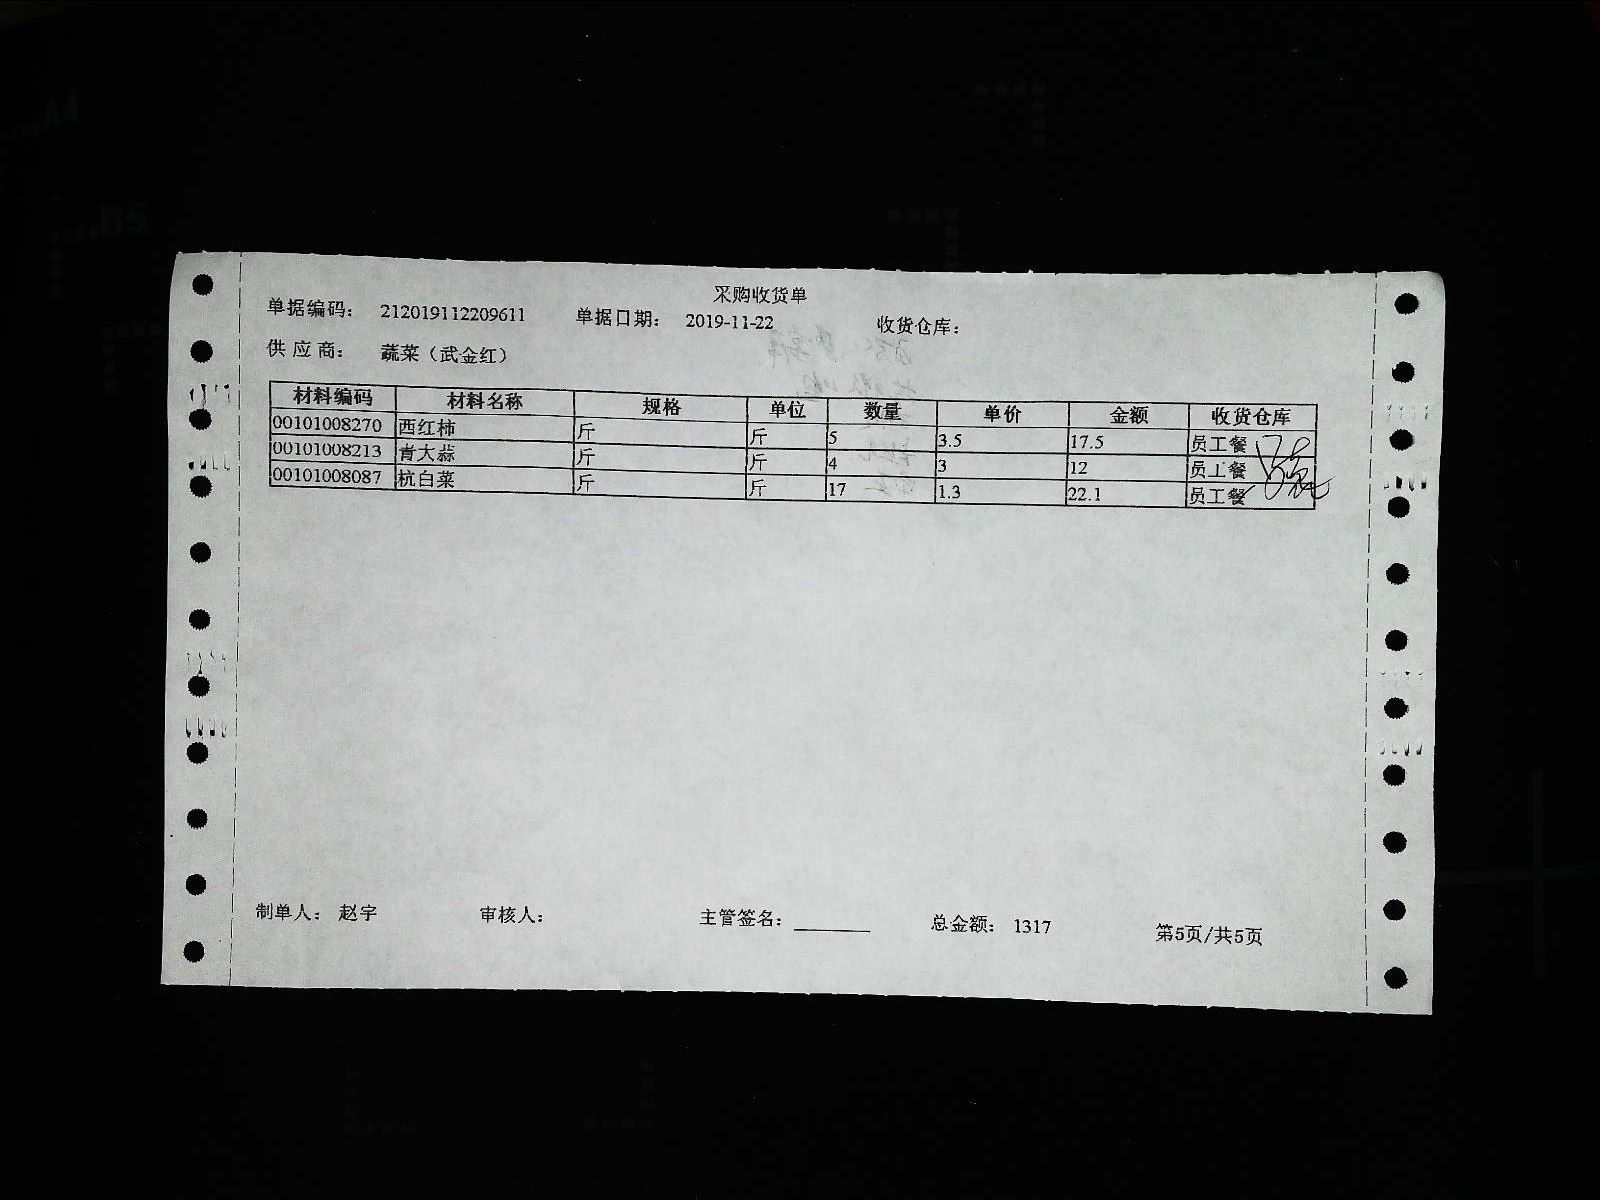 采购收货单
单据编码： 212019112209611 单据日期： 2019-11-22 收货仓库：
供 应 商： 蔬菜（武金红）
材料编码 材料名称 规格 单位 数量 单价 金额 收货仓库
00101008270 西红柿 斤 斤 5 3.5 17.5 员工餐
00101008213 青大蒜 斤 斤 4 3 12 员工餐
00101008087 杭白菜 斤 斤 17 1.3 22.1 员工餐
制单人： 赵宇 审核人： 主管签名： 总金额： 1317 第5页/共5页
A4
B5